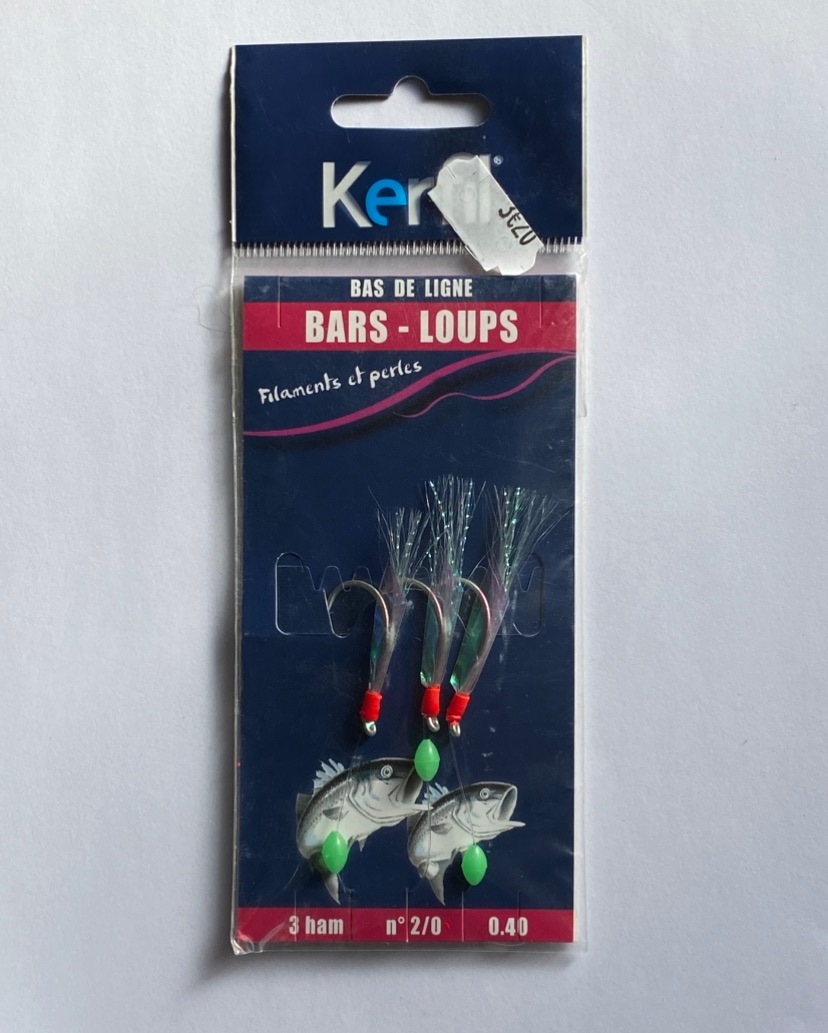 BAS DE LIGNE
BARS - LOUPS
Filaments et perles
3 ham n° 2/0 0.40